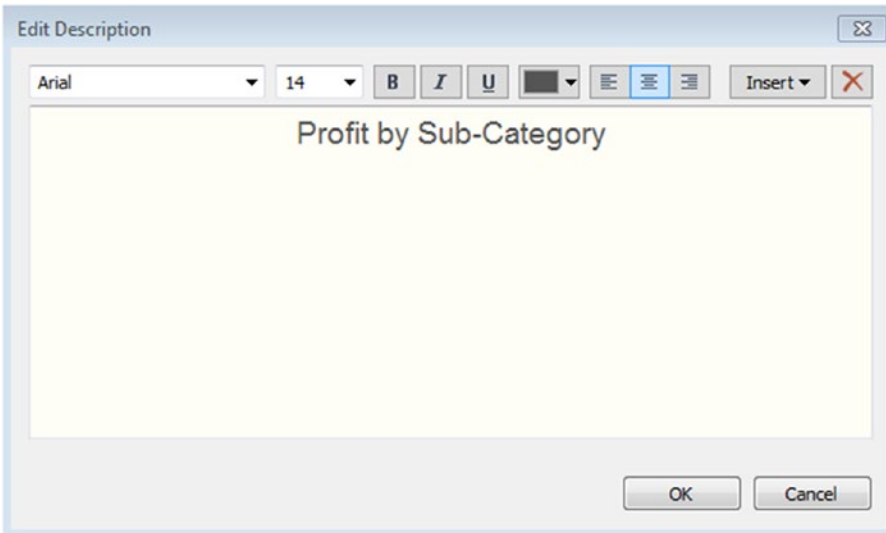 Edit Description
Arial 14 B I U Insert
Profit by Sub-Category
OK Cancel